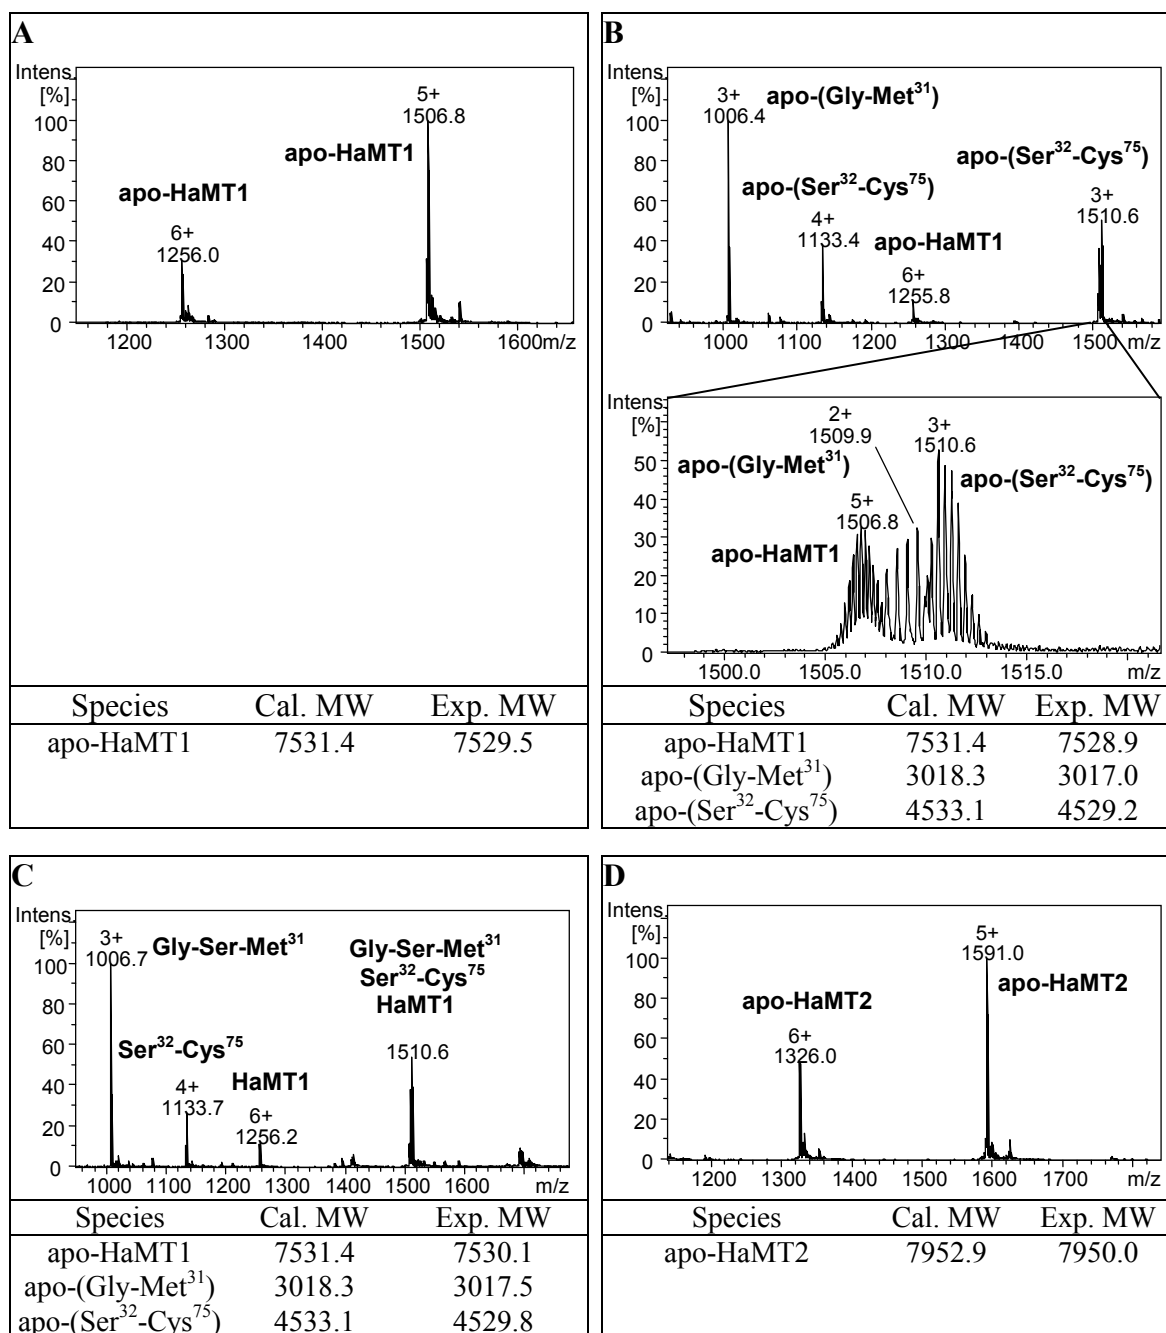 A
Intens
[%]
5+
1506.8
100
apo-HaMT1
80
apo-HaMT1
60
6+
40
1256.0
20
0
1200 1300 1400 1500 1600m/z
Species Cal. MW Exp. MW
apo-HaMT1 7531.4 7529.5
B
Intens
[%]
3+ apo-(Gly-Met31)
100 1006.4
apo-(Ser32-Cys75)
80
apo-(Ser32-Cys75)
60 3+
4+ 1510.6
40 1133.4 apo-HaMT1
6+
20 1255.8
0
1000 1100 1200 1300 1400 1500 m/z
Intens
[%]
2+ 3+
1509.9 1510.6
50 apo-(Gly-Met31) apo-(Ser32-Cys75)
40 5+
1506.8
30
apo-HaMT1
20
10
0
1500.0 1505.0 1510.0 1515.0 m/z
Species Cal. MW Exp. MW
apo-HaMT1 7531.4 7528.9
apo-(Gly-Met31) 3018.3 3017.0
apo-(Ser32-Cys75) 4533.1 4529.2
C
Intens
[%]
3+
1006.7 Gly-Ser-Met31 Gly-Ser-Met31
100 Ser32-Cys75
HaMT1
80
Ser32-Cys75 1510.6
60
4+ HaMT1
40 1133.7 6+
20 1256.2
0
1000 1100 1200 1300 1400 1500 1600 m/z
Species Cal. MW Exp. MW
apo-HaMT1 7531.4 7530.1
apo-(Gly-Met31) 3018.3 3017.5
apo-(Ser32-Cys75) 4533.1 4529.8
D
Intens
[%]
5+
1591.0
100
apo-HaMT2
apo-HaMT2
80
6+
60 1326.0
40
20
0
1200 1300 1400 1500 1600 1700 m/z
Species Cal. MW Exp. MW
apo-HaMT2 7952.9 7950.0